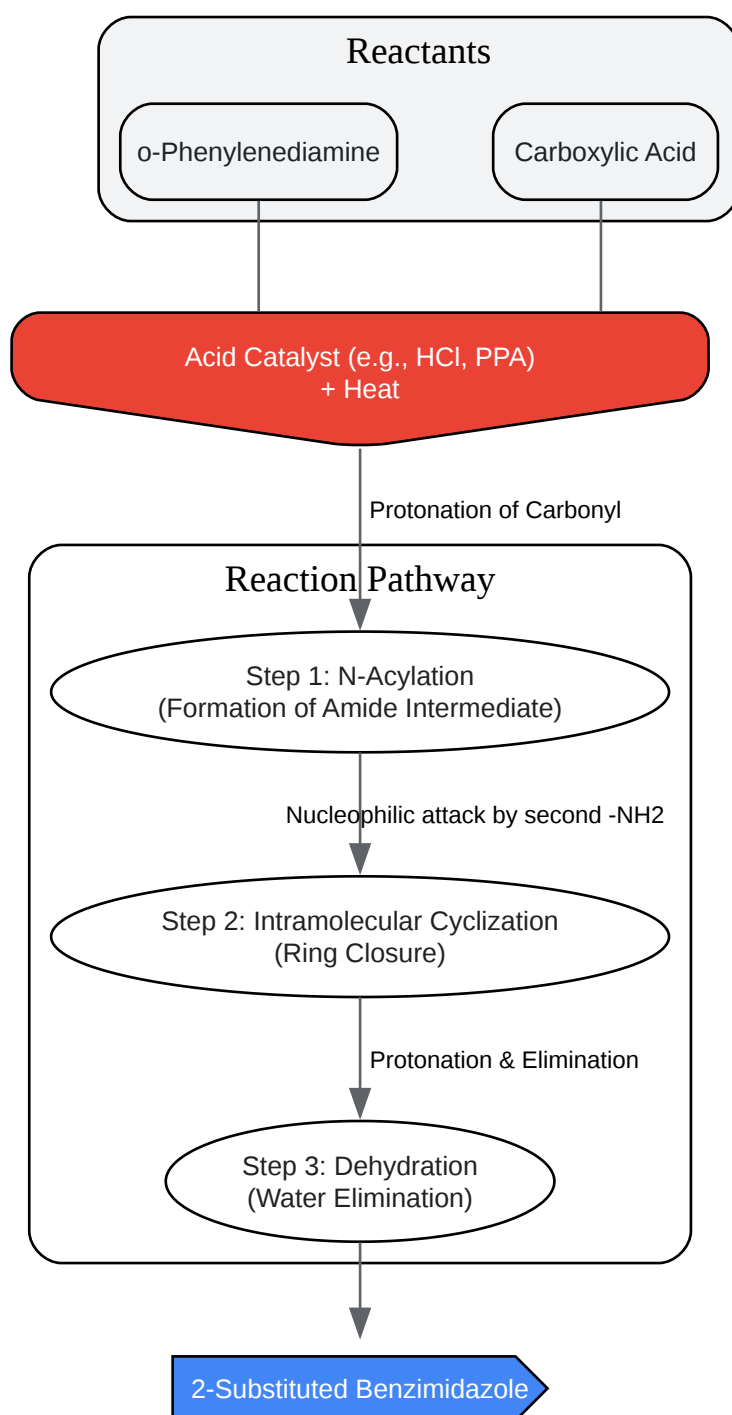 Reactants
o-Phenylenediamine
Carboxylic Acid
Acid Catalyst (e.g., HCl, PPA)
+ Heat
Protonation of Carbonyl
Reaction Pathway
Step 1: N-Acylation
(Formation of Amide Intermediate)
Nucleophilic attack by second -NH2
Step 2: Intramolecular Cyclization
(Ring Closure)
Protonation & Elimination
Step 3: Dehydration
(Water Elimination)
2-Substituted Benzimidazole